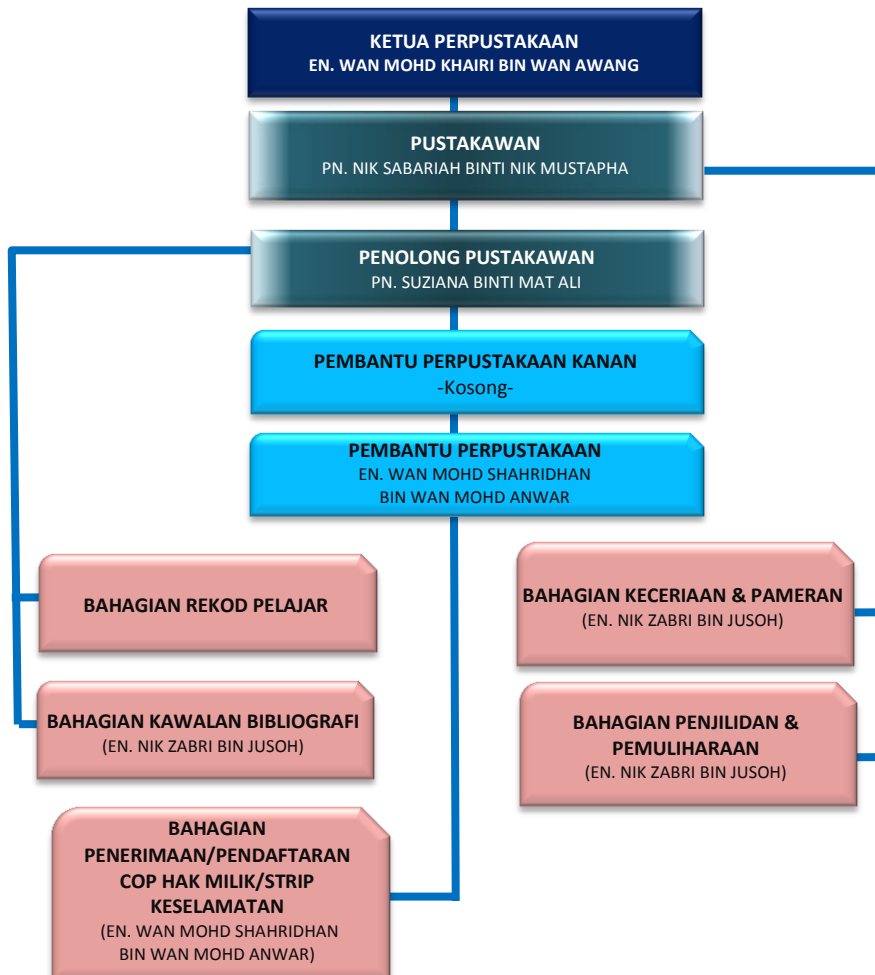 KETUA PERPUSTAKAAN
EN. WAN MOHD KHAIRI BIN WAN AWANG
PUSTAKAWAN
PN. NIK SABARIAH BINTI NIK MUSTAPHA
PENOLONG PUSTAKAWAN
PN. SUZIANA BINTI MAT ALI
PEMBANTU PERPUSTAKAAN KANAN
-Kosong-
PEMBANTU PERPUSTAKAAN
EN. WAN MOHD SHAHRIDHAN
BIN WAN MOHD ANWAR
BAHAGIAN REKOD PELAJAR
BAHAGIAN KECERIAAN & PAMERAN
(EN. NIK ZABRI BIN JUSOH)
BAHAGIAN KAWALAN BIBLIOGRAFI
(EN. NIK ZABRI BIN JUSOH)
BAHAGIAN PENJILIDAN &
PEMULIHARAAN
(EN. NIK ZABRI BIN JUSOH)
BAHAGIAN
PENERIMAAN/PENDAFTARAN
COP HAK MILIK/STRIP
KESELAMATAN
(EN. WAN MOHD SHAHRIDHAN
BIN WAN MOHD ANWAR)